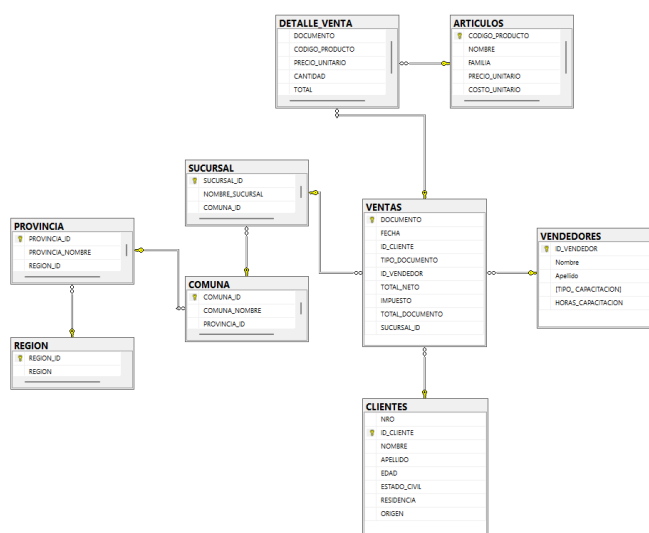 DETALLE_VENTA
DOCUMENTO
CODIGO_PRODUCTO
PRECIO_UNITARIO
CANTIDAD
TOTAL
ARTICULOS
CODIGO_PRODUCTO
NOMBRE
FAMILIA
PRECIO_UNITARIO
COSTO_UNITARIO
SUCURSAL
SUCURSAL_ID
NOMBRE_SUCURSAL
COMUNA_ID
PROVINCIA
PROVINCIA_ID
PROVINCIA_NOMBRE
REGION_ID
VENTAS
DOCUMENTO
FECHA
ID_CLIENTE
TIPO_DOCUMENTO
ID_VENDEDOR
TOTAL_NETO
IMPUESTO
TOTAL_DOCUMENTO
SUCURSAL_ID
VENDEDORES
ID_VENDEDOR
Nombre
Apellido
[TIPO_ CAPACITACION]
HORAS_CAPACITACION
COMUNA
COMUNA_ID
COMUNA_NOMBRE
PROVINCIA_ID
REGION
REGION_ID
REGION
CLIENTES
NRO
ID_CLIENTE
NOMBRE
APELLIDO
EDAD
ESTADO_CIVIL
RESIDENCIA
ORIGEN